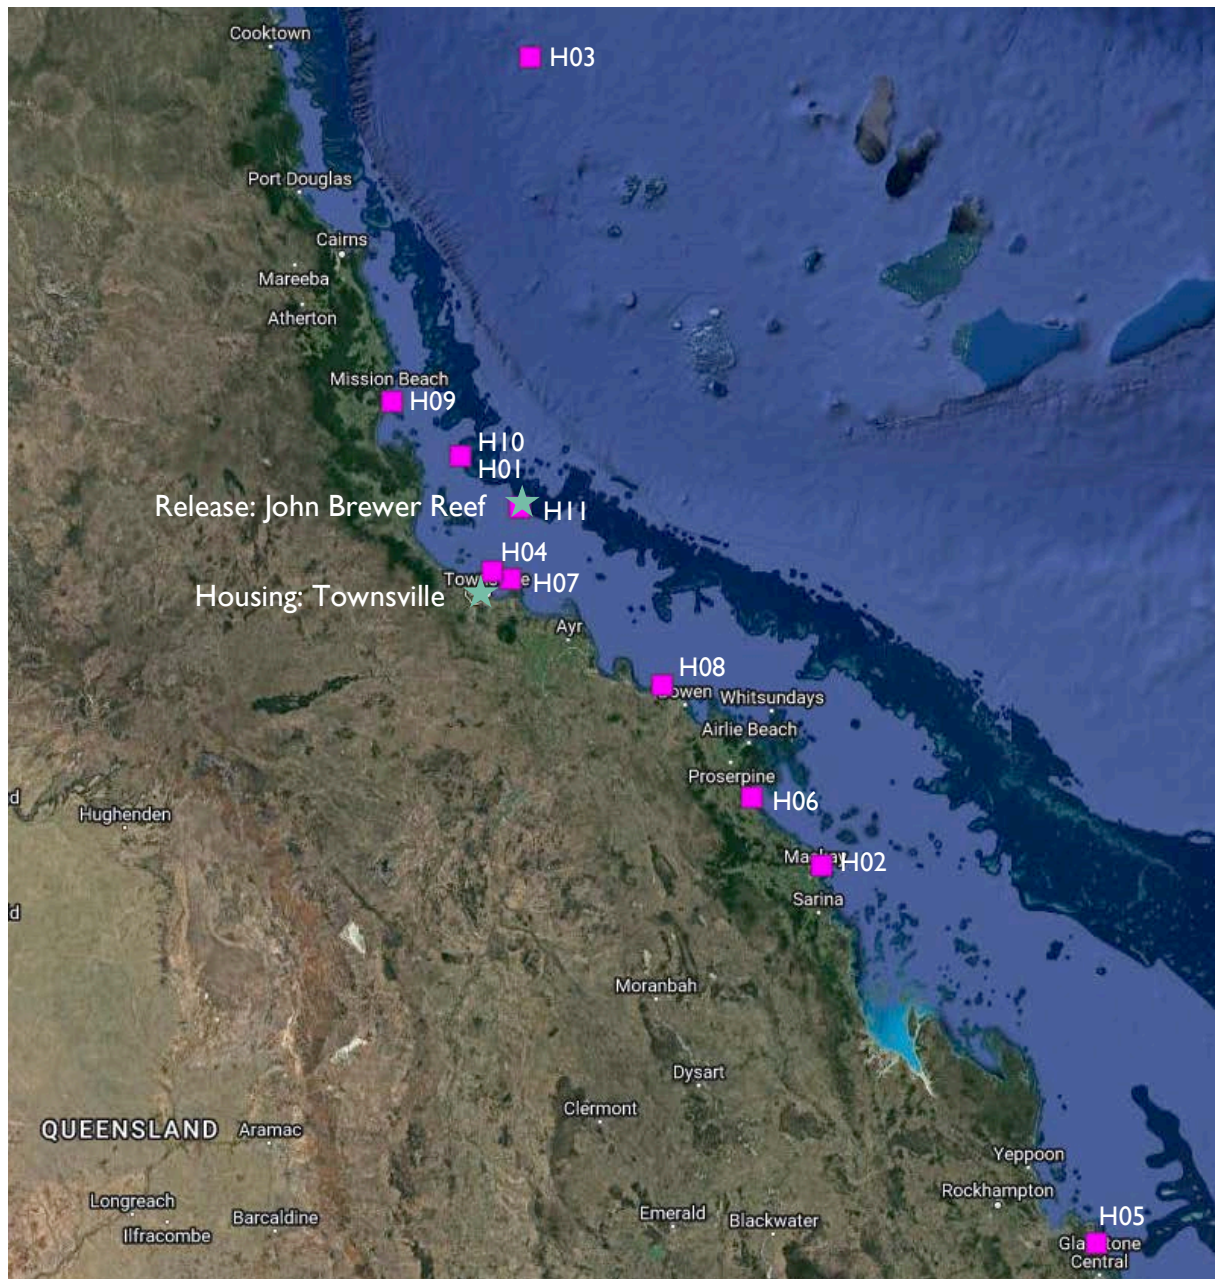 Cooktown
H03
Port Douglas
Cairns
Mareeba
Atherton
Mission Beach
H09
H10
H01
Release: John Brewer Reef
H11
H04
H07
Housing: Townsville
Ayr
H08
Whitsundays
Airlie Beach
Proserpine
H06
d
Hughenden
H02
Sarina
d
Moranbah
Dysart
Clermont
QUEENSLAND
Aramac
Yeppoon
Rockhampton
Longreach
Ilfracombe
Barcaldine
Emerald
Blackwater
H05
Central